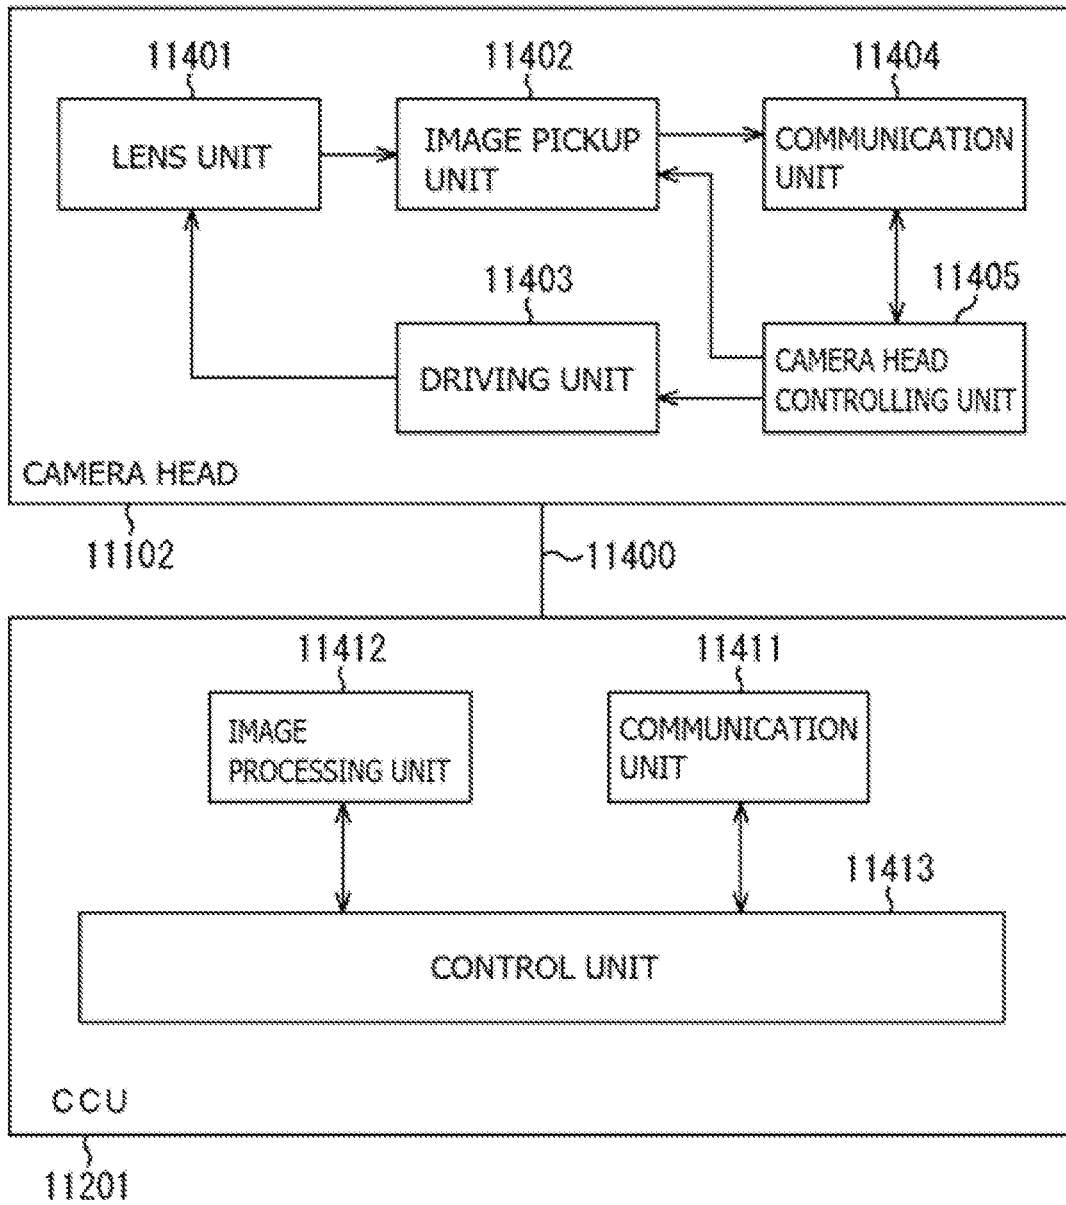 11401
11402
11404
LENS UNIT
IMAGE PICKUP
UNIT
COMMUNICATION
UNIT
11403
11405
DRIVING UNIT
CAMERA HEAD
CONTROLLING UNIT
CAMERA HEAD
11102
11400
11412
11411
IMAGE
PROCESSING UNIT
COMMUNICATION
UNIT
11413
CONTROL UNIT
CCU
11201